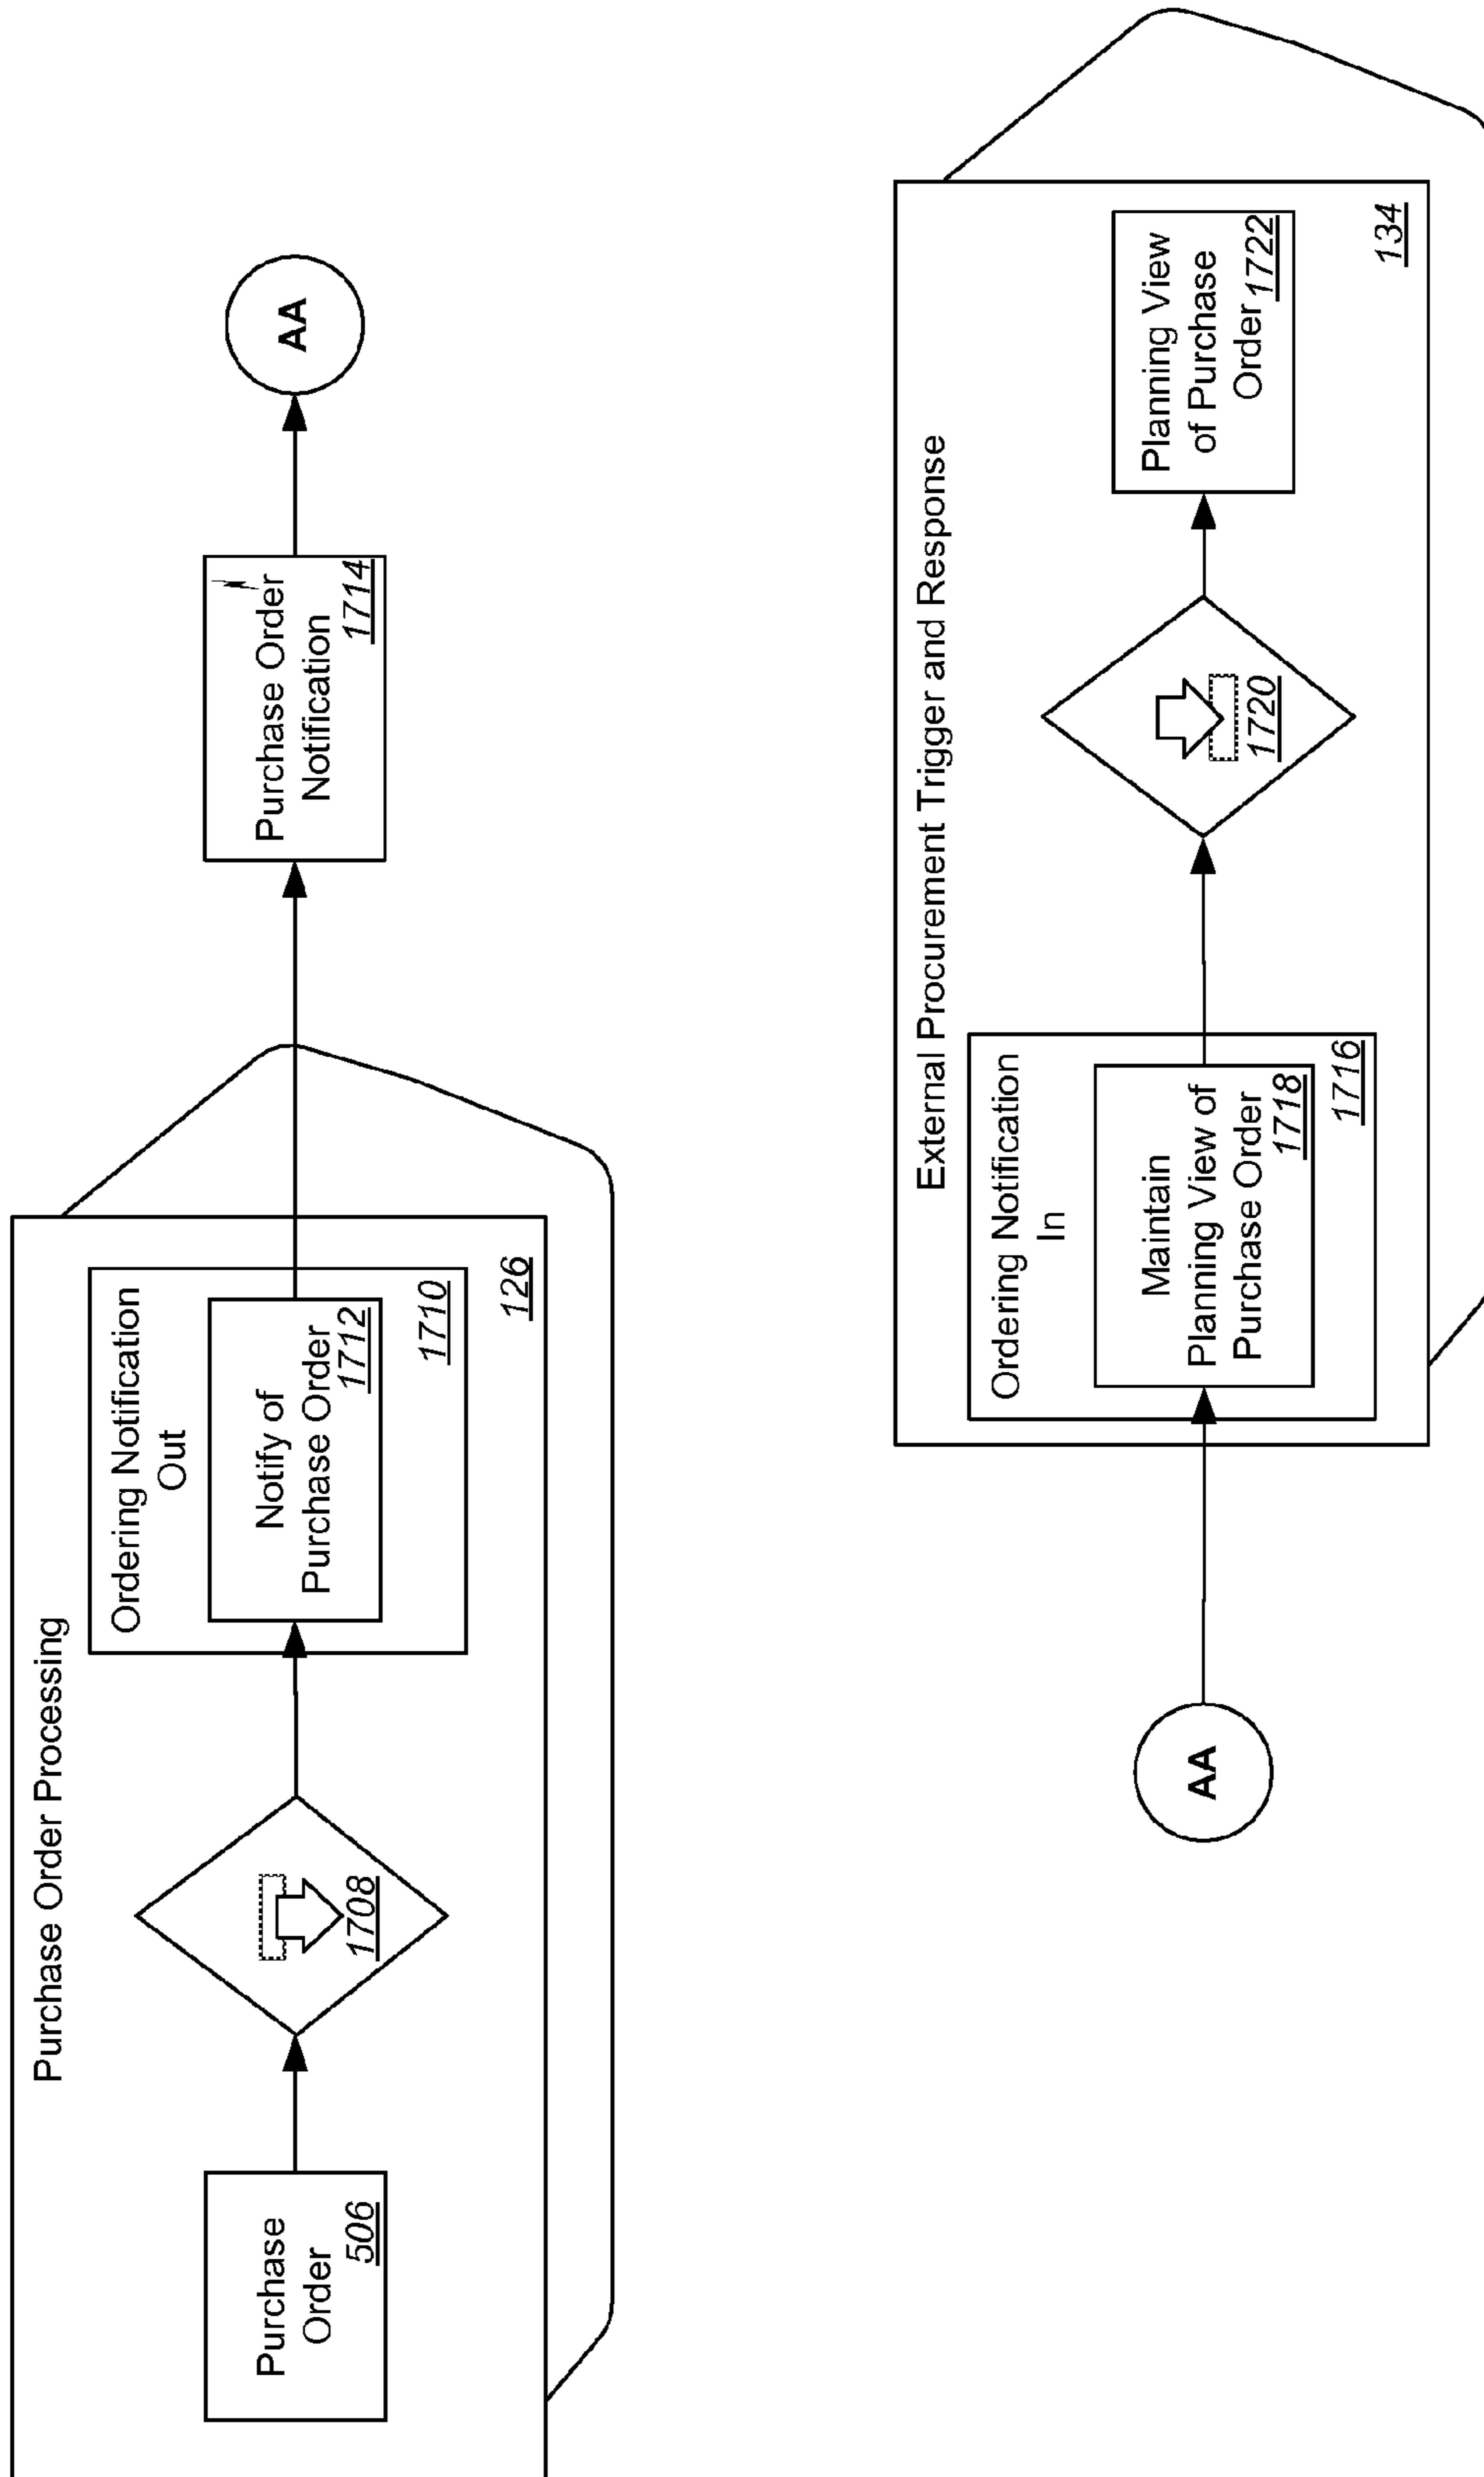 Purchase Order Processing
Purchase
Order
506
1708
Ordering Notification
Out
Notify of
Purchase Order
1712
1710
126
Purchase Order
Notification
1714
AA
AA
External Procurement Trigger and Response
Ordering Notification
In
Maintain
Planning View of
Purchase Order
1718
1716
1720
Planning View
of Purchase
Order 1722
134